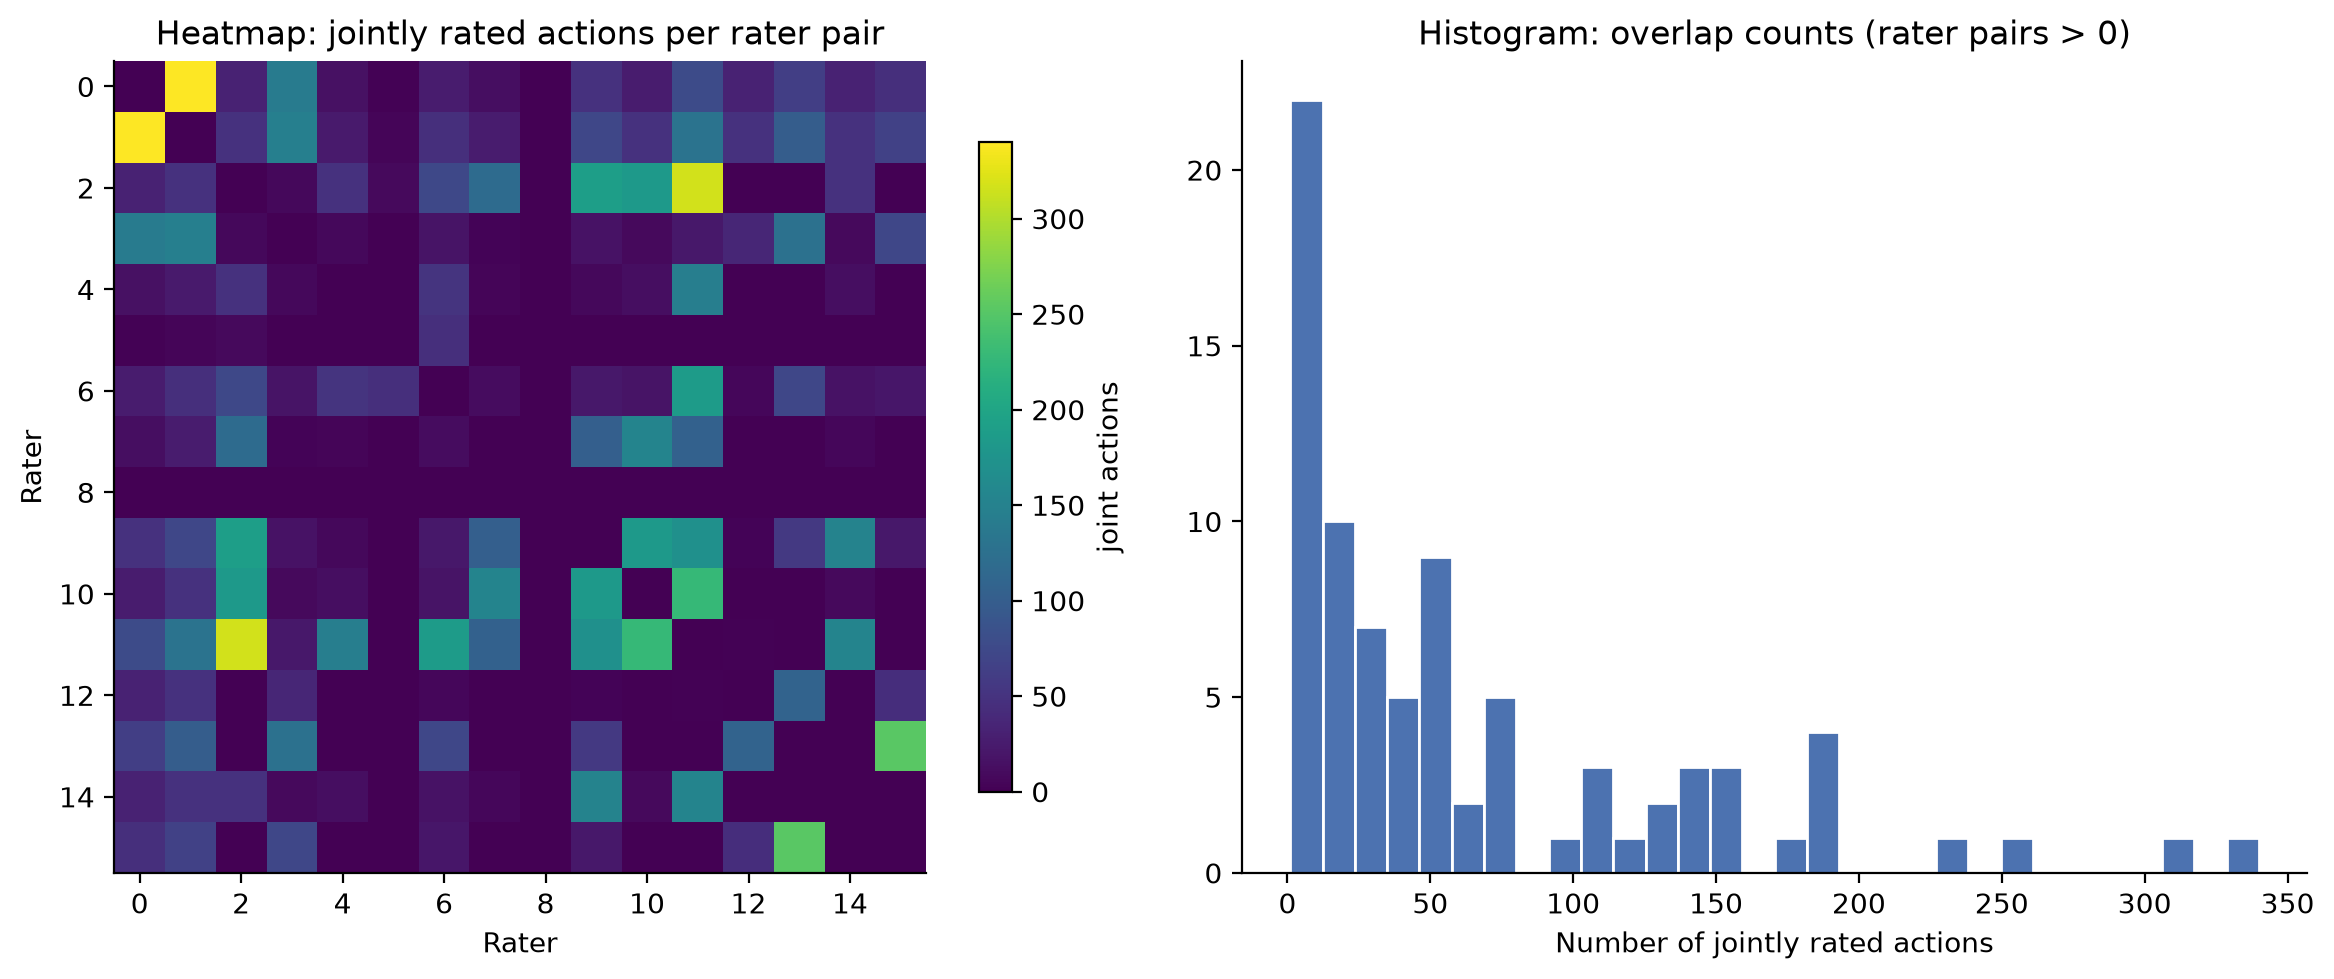 Heatmap: jointly rated actions per rater pair
0
2
4
6
8
10
12
14
Rater
0 2 4 6 8 10 12 14
Rater
300
250
200
150
100
50
0
joint actions
Histogram: overlap counts (rater pairs > 0)
20
15
10
5
0
0 50 100 150 200 250 300 350
Number of jointly rated actions